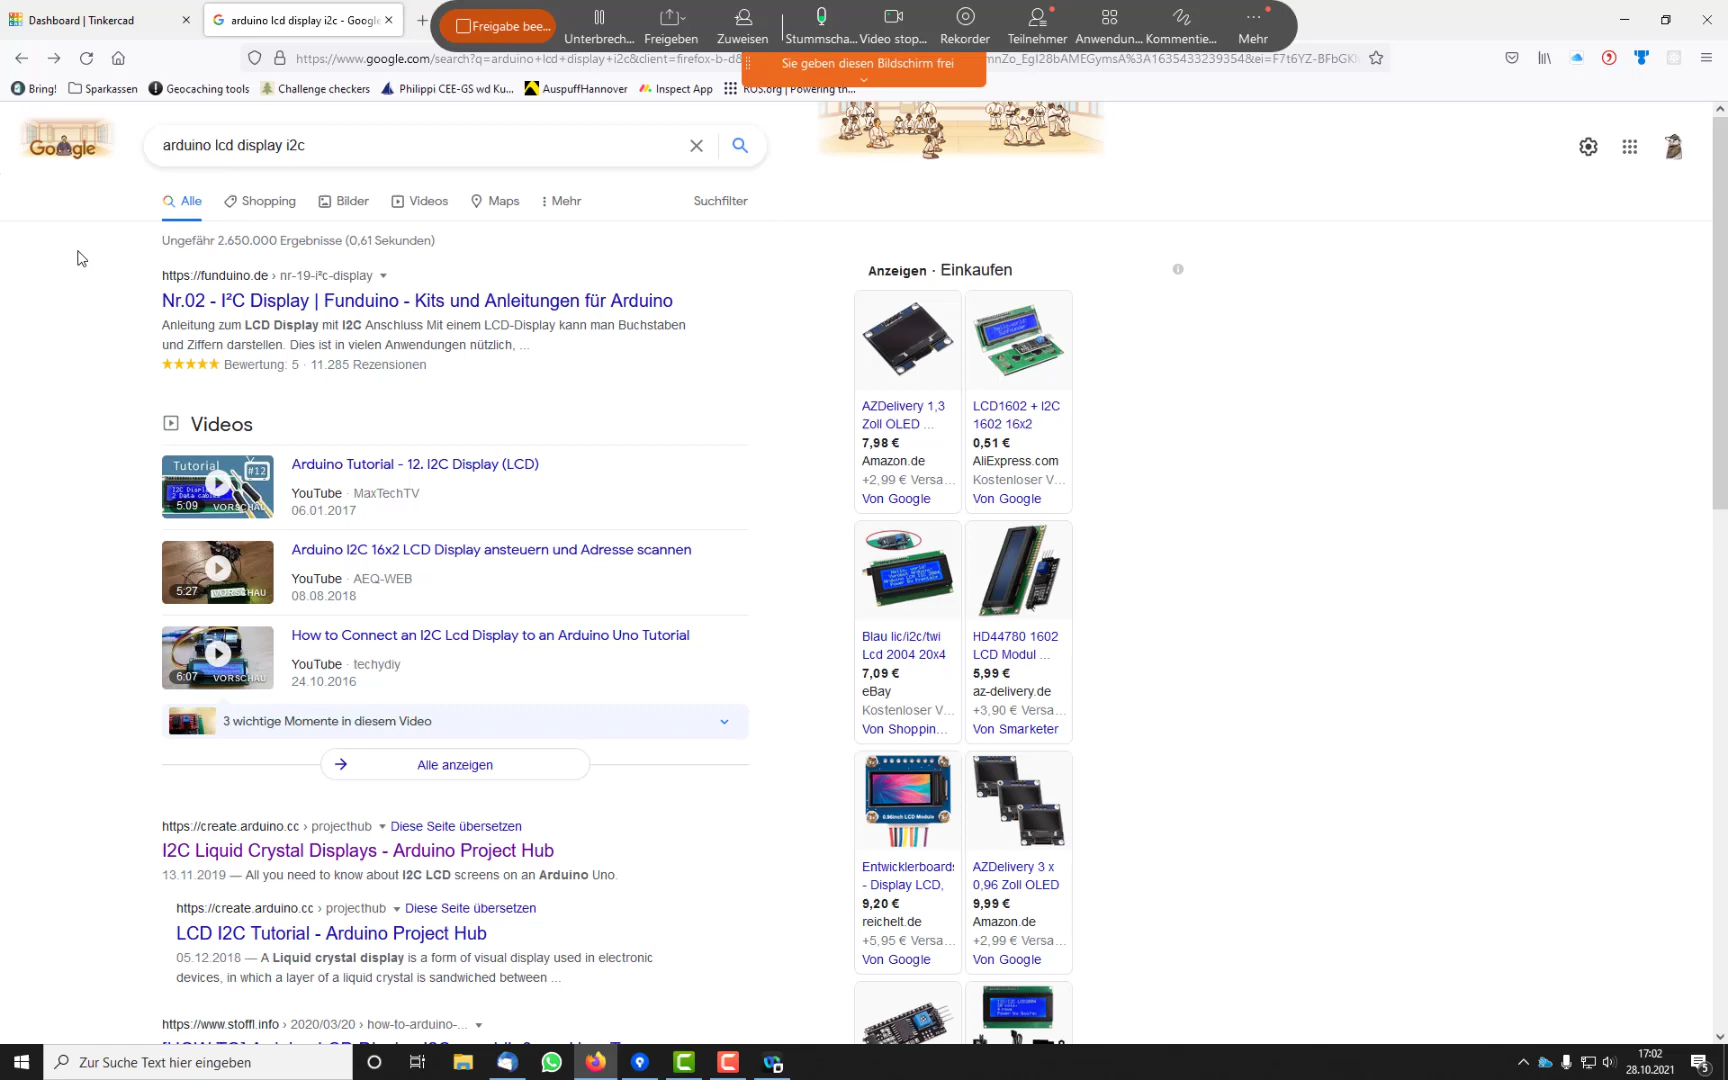 Dashboard | Tinkercad
arduino lcd display i2c - Google
Freigabe bee...
Unterbrech...
Freigeben
Zuweisen
Stummscha...
Video stop...
Rekorder
Teilnehmer
Anwendun...
Kommentie...
Mehr
Sie geben diesen Bildschirm frei
https://www.google.com/search?q=arduino+lcd+display+i2c&client=firefox-b-d&
Bring!
Sparkassen
Geocaching tools
Challenge checkers
Philippi CEE-GS wd Ku...
AuspuffHannover
Inspect App
ROS.org | Powering th...
Google
arduino lcd display i2c
Alle
Shopping
Bilder
Videos
Maps
Mehr
Suchfilter
Ungefähr 2.650.000 Ergebnisse (0,61 Sekunden)
https://funduino.de › nr-19-i²c-display
Nr.02 - I²C Display | Funduino - Kits und Anleitungen für Arduino
Anleitung zum LCD Display mit I2C Anschluss Mit einem LCD-Display kann man Buchstaben
und Ziffern darstellen. Dies ist in vielen Anwendungen nützlich, ...
Bewertung: 5 · 11.285 Rezensionen
Videos
Tutorial
#12
5:09
VORSCHAU
Arduino Tutorial - 12. I2C Display (LCD)
YouTube · MaxTechTV
06.01.2017
5:27
VORSCHAU
Arduino I2C 16x2 LCD Display ansteuern und Adresse scannen
YouTube · AEQ-WEB
08.08.2018
6:07
VORSCHAU
How to Connect an I2C Lcd Display to an Arduino Uno Tutorial
YouTube · techydiy
24.10.2016
3 wichtige Momente in diesem Video
Alle anzeigen
https://create.arduino.cc › projecthub
Diese Seite übersetzen
I2C Liquid Crystal Displays - Arduino Project Hub
13.11.2019 — All you need to know about I2C LCD screens on an Arduino Uno.
https://create.arduino.cc › projecthub
Diese Seite übersetzen
LCD I2C Tutorial - Arduino Project Hub
05.12.2018 — A Liquid crystal display is a form of visual display used in electronic
devices, in which a layer of a liquid crystal is sandwiched between ...
https://www.stoffl.info › 2020/03/20 › how-to-arduino-...
Anzeigen · Einkaufen
AZDelivery 1,3
Zoll OLED ...
7,98 €
Amazon.de
+2,99 € Versa...
Von Google
LCD1602 + I2C
1602 16x2
0,51 €
AliExpress.com
Kostenloser V...
Von Google
Blau Iic/i2c/twi
Lcd 2004 20x4
7,09 €
eBay
Kostenloser V...
Von Shoppin...
HD44780 1602
LCD Modul ...
5,99 €
az-delivery.de
+3,90 € Versa...
Von Smarketer
0.96inch LCD Module
Entwicklerboards
- Display LCD,
9,20 €
reichelt.de
+5,95 € Versa...
Von Google
AZDelivery 3 x
0,96 Zoll OLED
9,99 €
Amazon.de
+2,99 € Versa...
Von Google
Zur Suche Text hier eingeben
17:02
28.10.2021
5